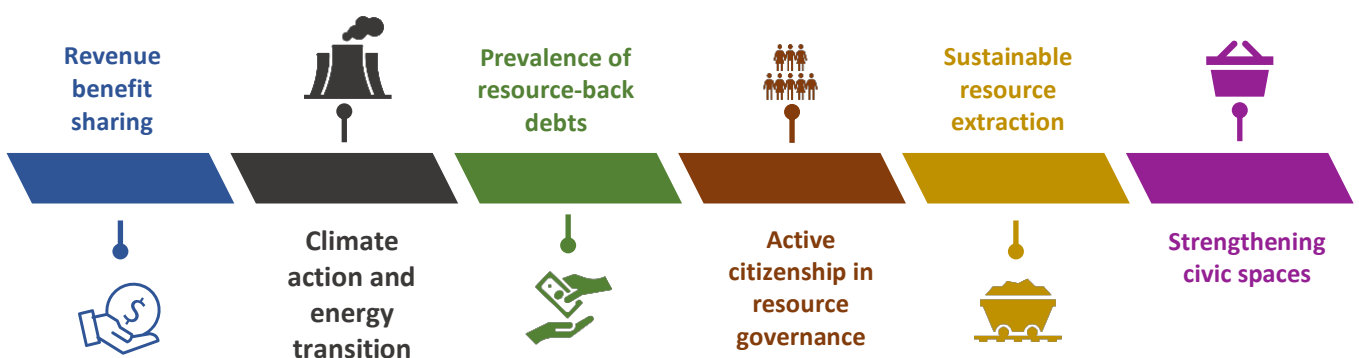 Revenue
benefit
sharing
Climate
action and
energy
transition
Prevalence of
resource-back
debts
Active
citizenship in
resource
governance
Sustainable
resource
extraction
Strengthening
civic spaces
$